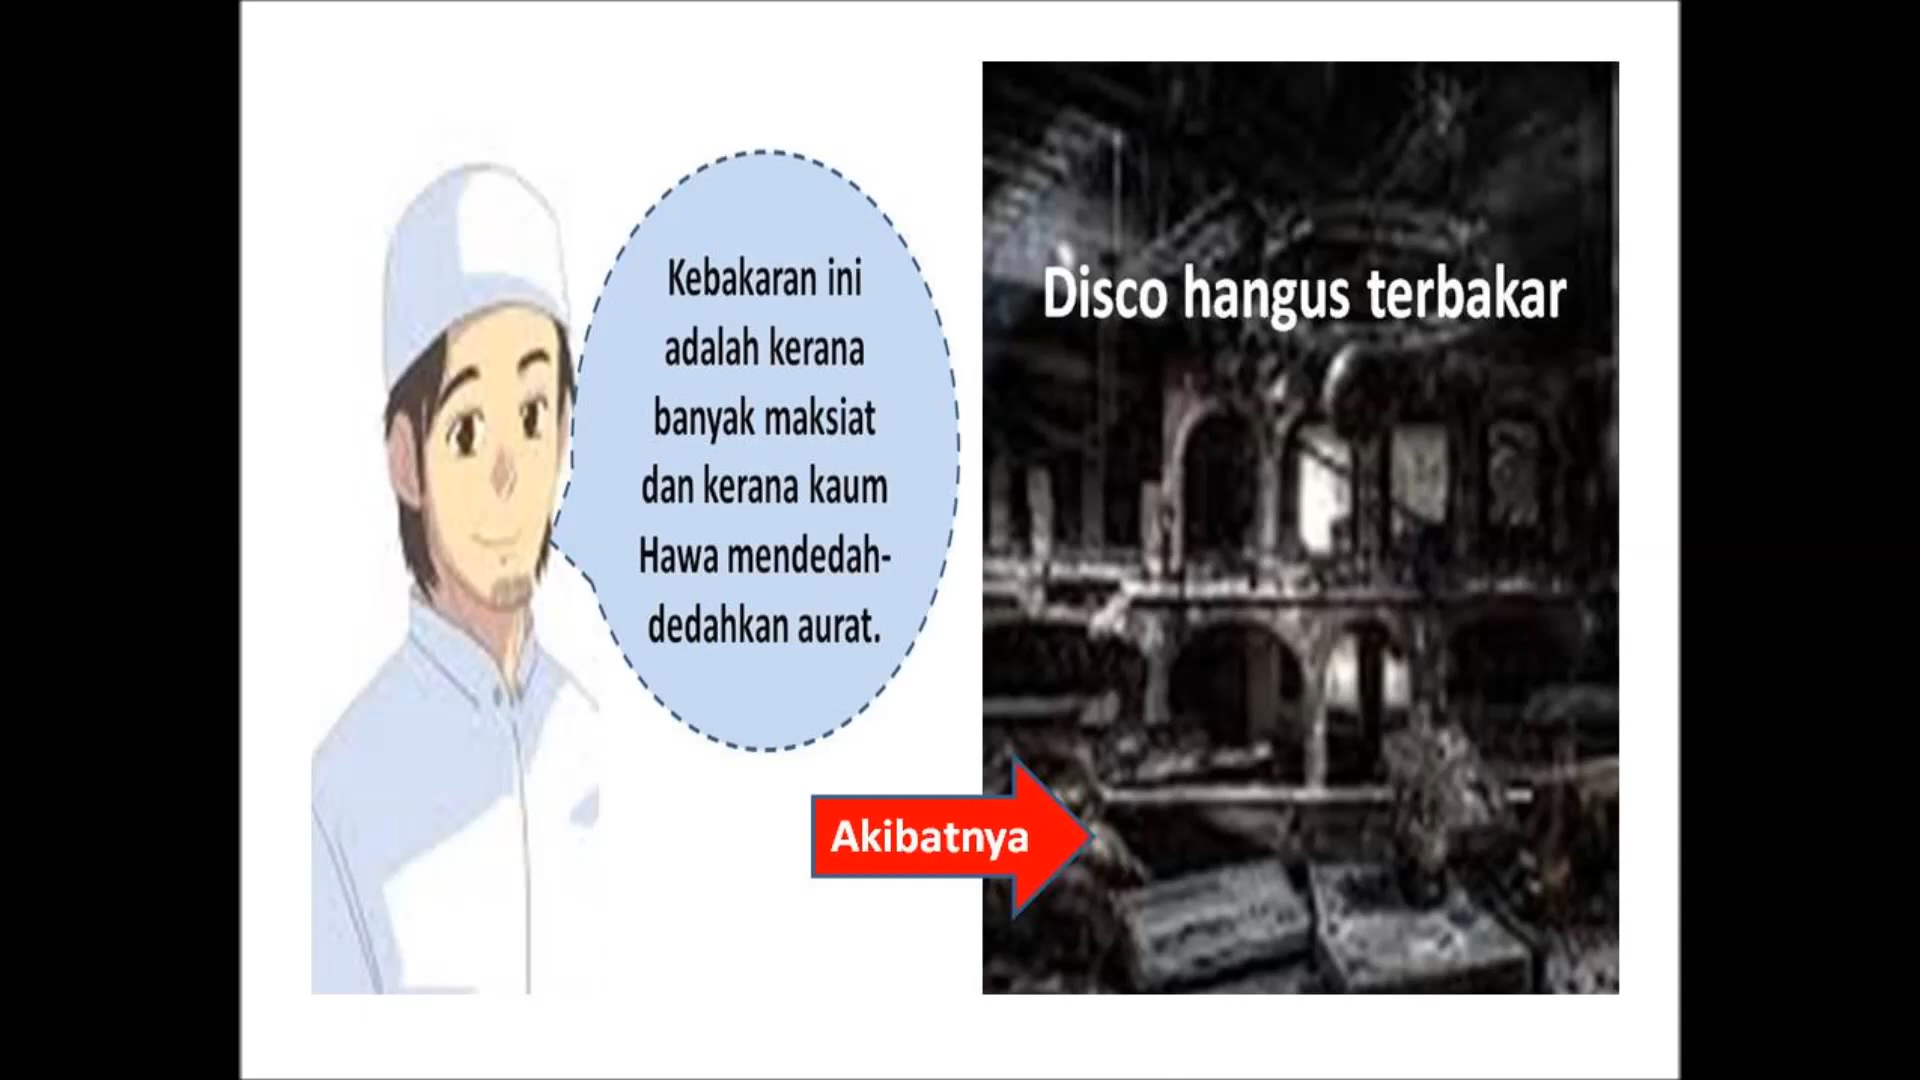 Kebakaran ini
adalah kerana
banyak maksiat
dan kerana kaum
Hawa mendedah-
dedahkan aurat.
Disco hangus terbakar
Akibatnya